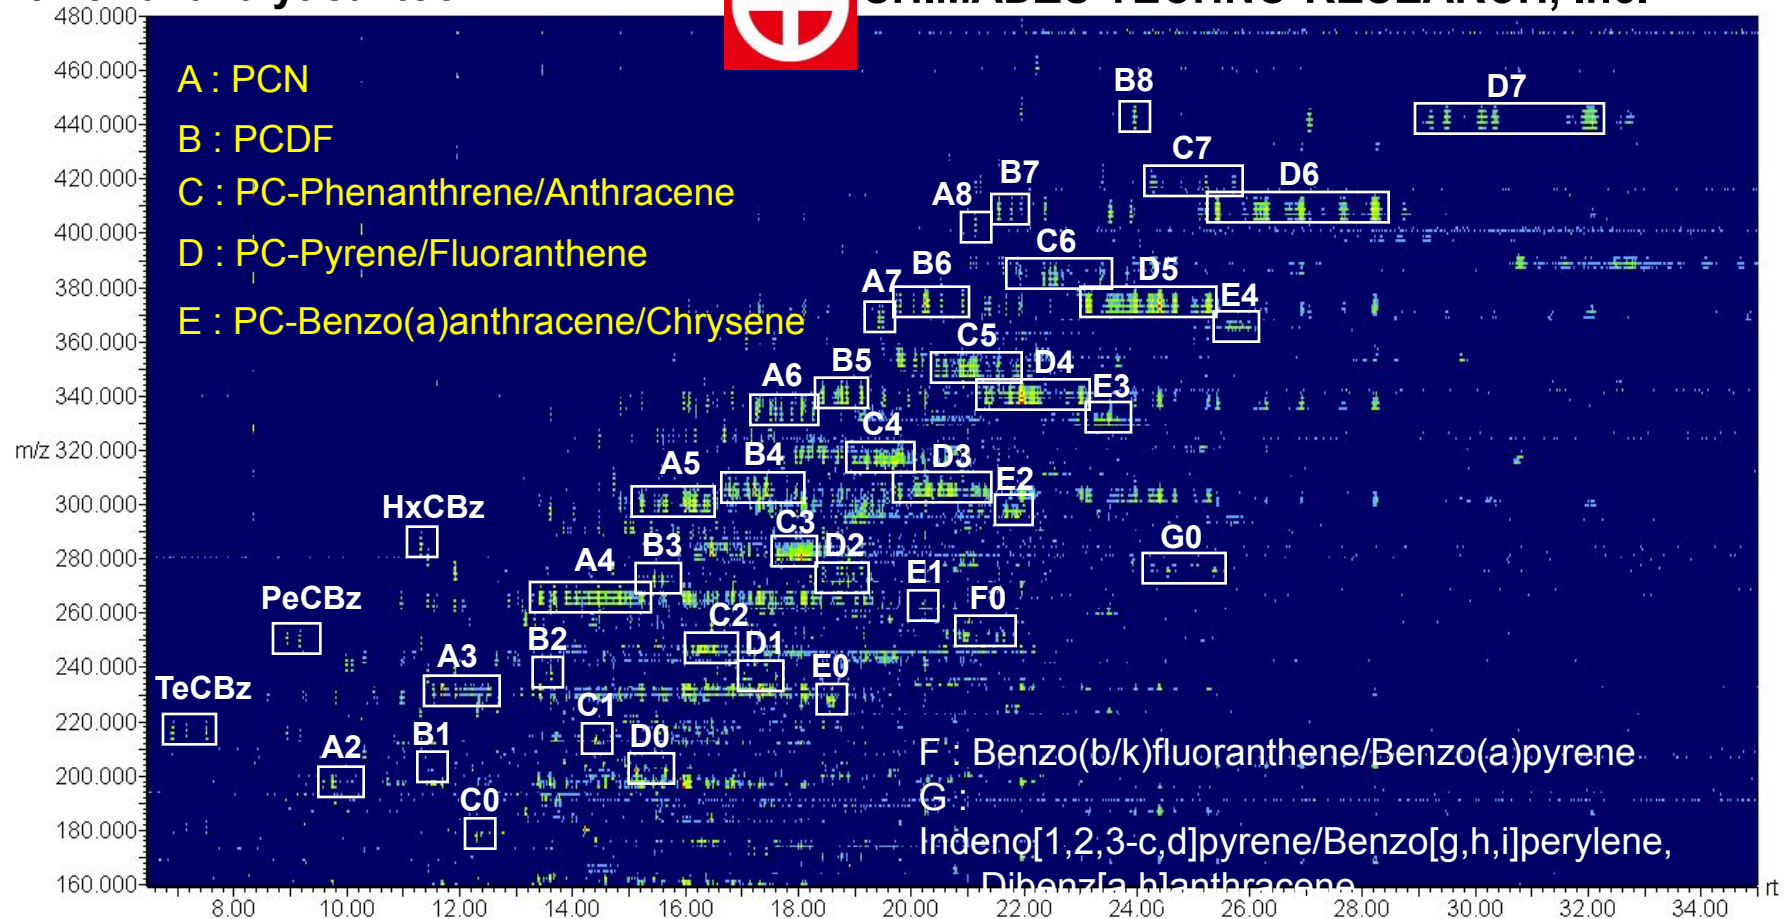 SHIMADZU TECHNO-RESEARCH, Inc.
480.000
A : PCN
B : PCDF
C : PC-Phenanthrene/Anthracene
D : PC-Pyrene/Fluoranthene
E : PC-Benzo(a)anthracene/Chrysene
460.000
440.000
420.000
400.000
380.000
360.000
340.000
m/z 320.000
300.000
280.000
260.000
240.000
220.000
200.000
180.000
160.000
B8
D7
C7
D6
B7
A8
C6
B6
D5
A7
E4
C5
D4
B5
A6
E3
C4
D3
B4
A5
E2
HxCBz
C3
G0
B3
D2
A4
E1
PeCBz
F0
C2
B2
D1
A3
E0
TeCBz
C1
B1
D0
A2
C0
F : Benzo(b/k)fluoranthene/Benzo(a)pyrene
G :
Indeno[1,2,3-c,d]pyrene/Benzo[g,h,i]perylene,
Dibenz[a,h]anthracene
rt
8.00 10.00 12.00 14.00 16.00 18.00 20.00 22.00 24.00 26.00 28.00 30.00 32.00 34.00